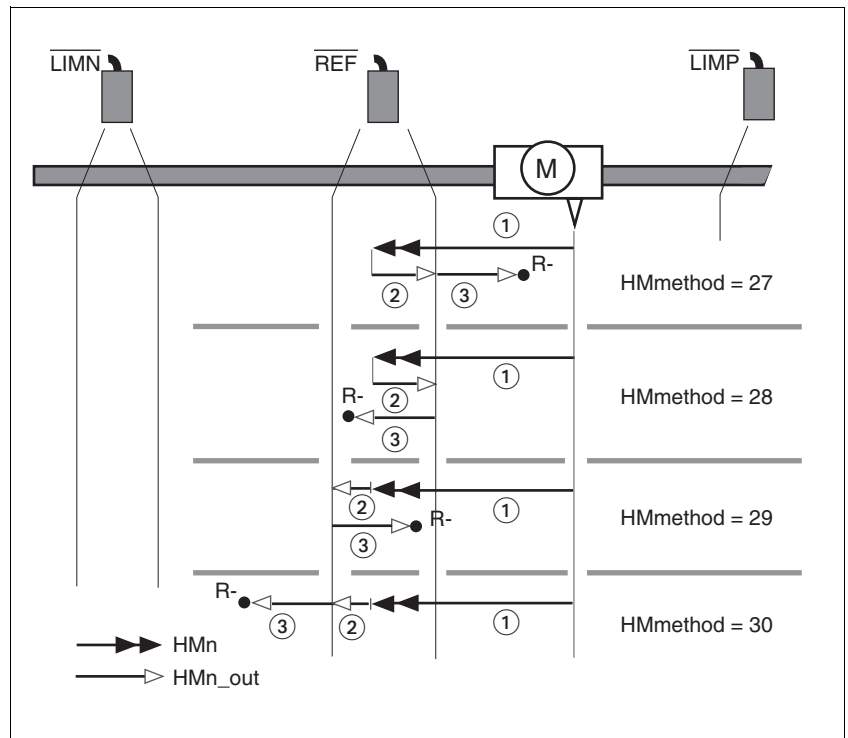 LIMN REF LIMP
M
1
R-
2 3
HMmethod = 27
1
2
R-
HMmethod = 28
3
2 1
R-
3
HMmethod = 29
R-
3 2 1
HMmethod = 30
HMn
HMn_out